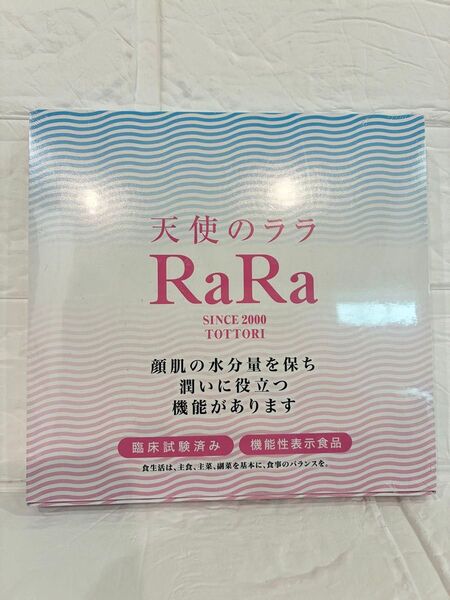 天使のララ
RaRa
SINCE 2000
TOTTORI
顔肌の水分量を保ち
潤いに役立つ
機能があります
臨床試験済み 機能性表示食品
食生活は、主食、主菜、副菜を基本に、食事のバランスを。